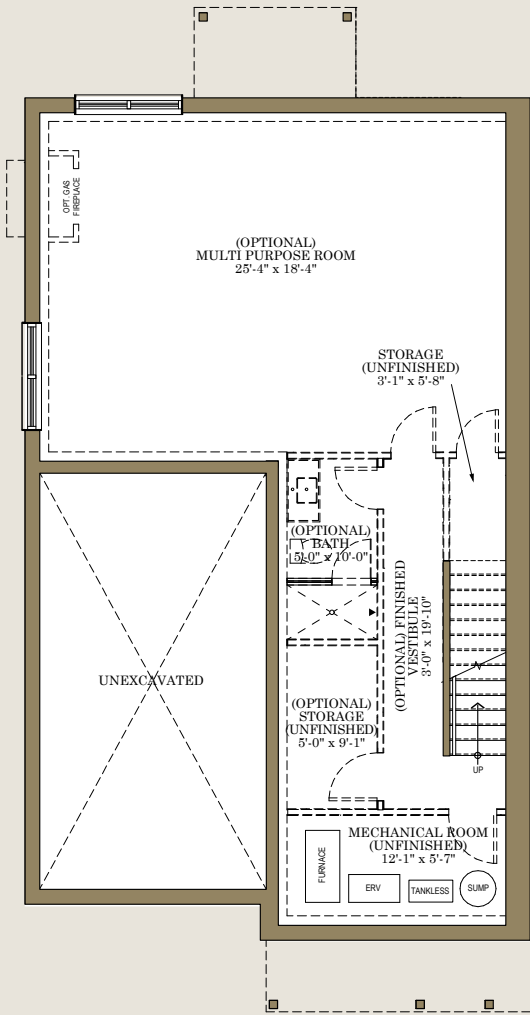 OPT. GAS
FIREPLACE
(OPTIONAL)
MULTI PURPOSE ROOM
25'-4" x 18'-4"
STORAGE
(UNFINISHED)
3'-1" x 5'-8"
(OPTIONAL)
BATH
5'-0" x 10'-0"
(OPTIONAL) FINISHED
VESTIBULE
3'-0" x 19'-10"
UNEXCAVATED
(OPTIONAL)
STORAGE
(UNFINISHED)
5'-0" x 9'-1"
UP
MECHANICAL ROOM
(UNFINISHED)
12'-1" x 5'-7"
FURNACE
ERV
TANKLESS
SUMP